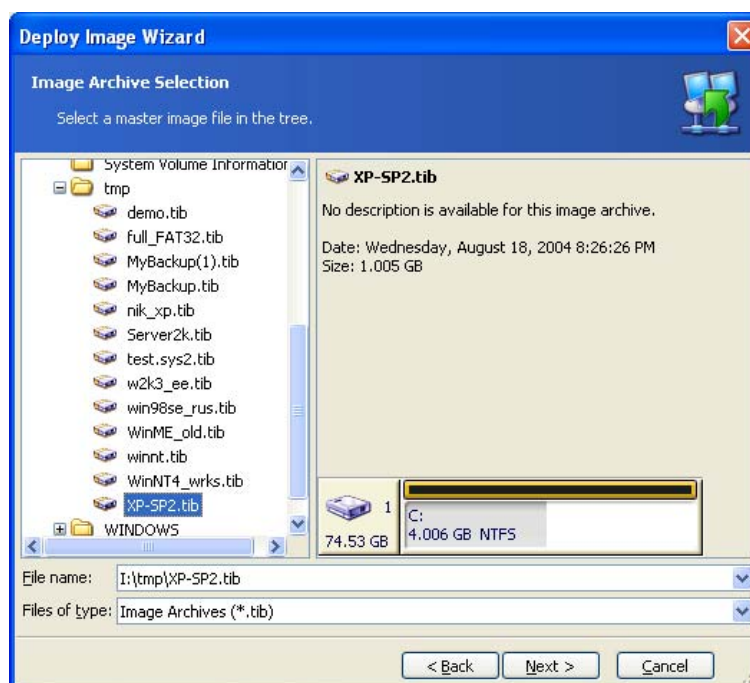 Deploy Image Wizard
Image Archive Selection
Select a master image file in the tree.
System Volume Information
tmp
demo.tib
full_FAT32.tib
MyBackup(1).tib
MyBackup.tib
nik_xp.tib
Server2k.tib
test.sys2.tib
w2k3_ee.tib
win98se_rus.tib
WinME_old.tib
winnt.tib
WinNT4_wrks.tib
XP-SP2.tib
WINDOWS
XP-SP2.tib
No description is available for this image archive.
Date: Wednesday, August 18, 2004 8:26:26 PM
Size: 1.005 GB
1
74.53 GB
C:
4.006 GB NTFS
File name: I:\tmp\XP-SP2.tib
Files of type: Image Archives (*.tib)
< Back Next > Cancel